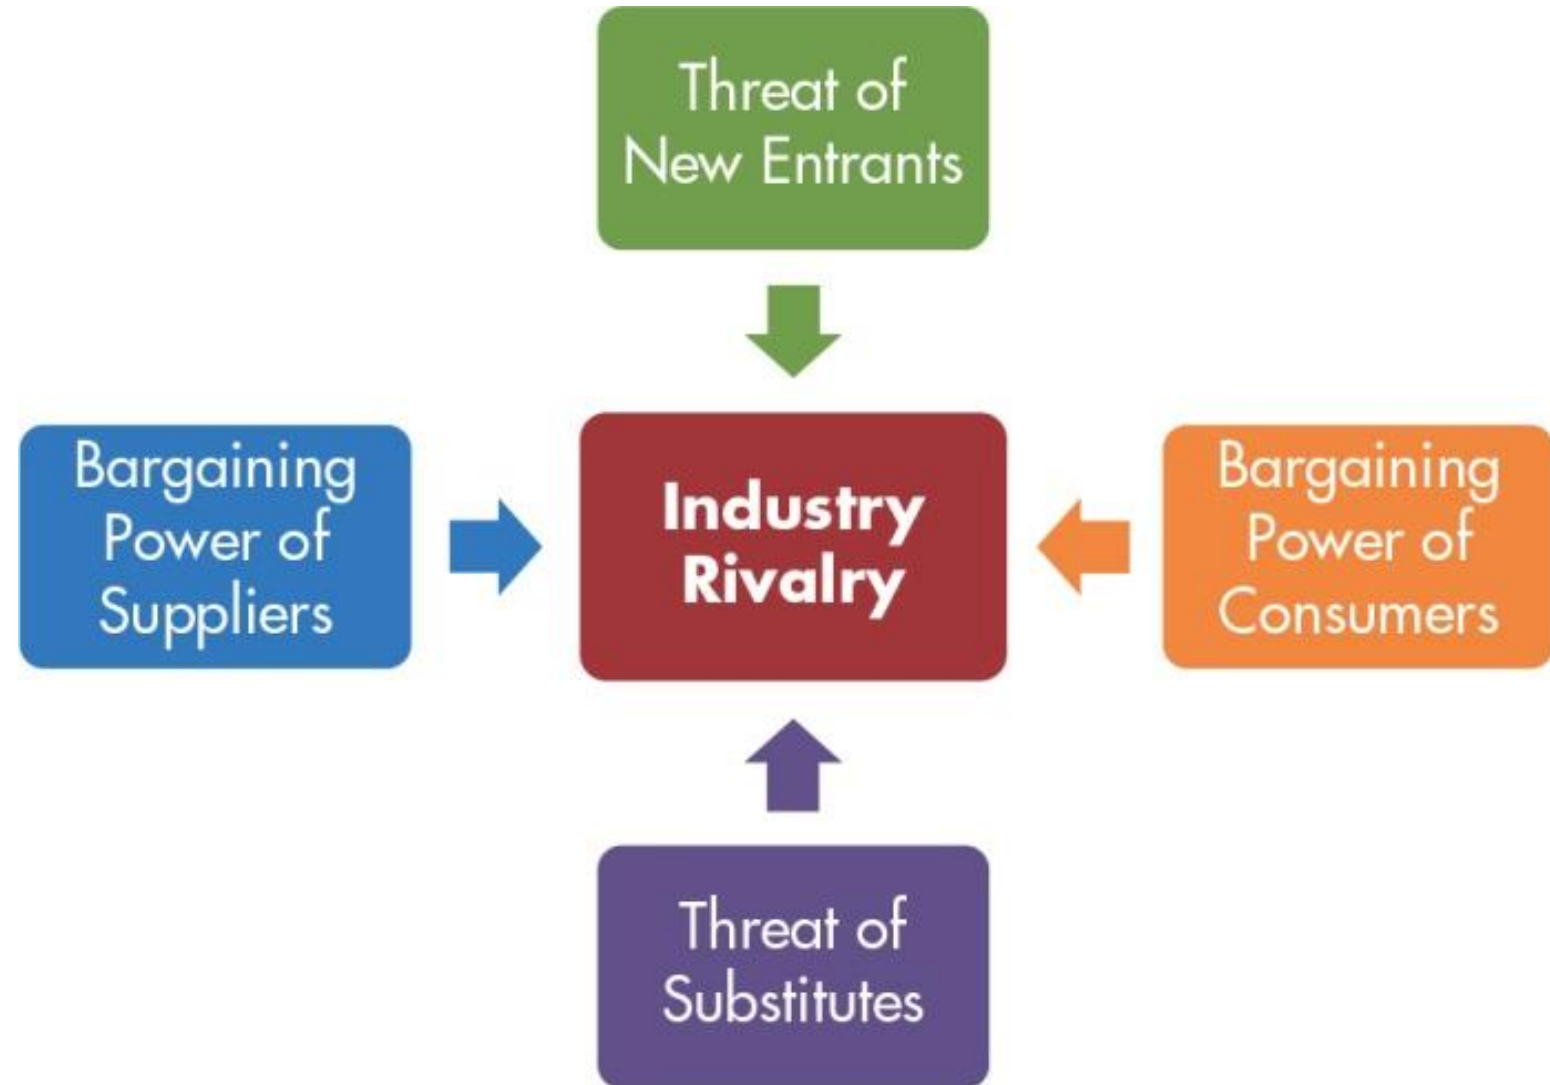 Threat of
New Entrants
Bargaining
Power of
Suppliers
Industry
Rivalry
Bargaining
Power of
Consumers
Threat of
Substitutes